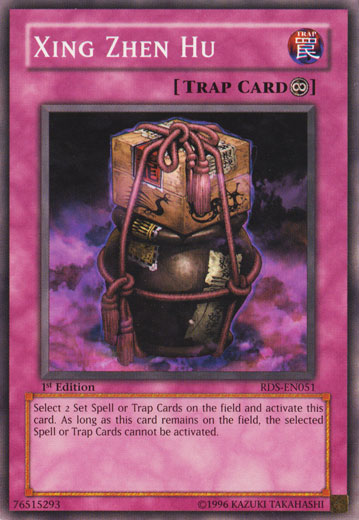 Xing Zhen Hu
TRAP
罠
[TRAP CARD∞]
1st Edition
RDS-EN051
Select 2 Set Spell or Trap Cards on the field and activate this
card. As long as this card remains on the field, the selected
Spell or Trap Cards cannot be activated.
76515293
©1996 KAZUKI TAKAHASHI